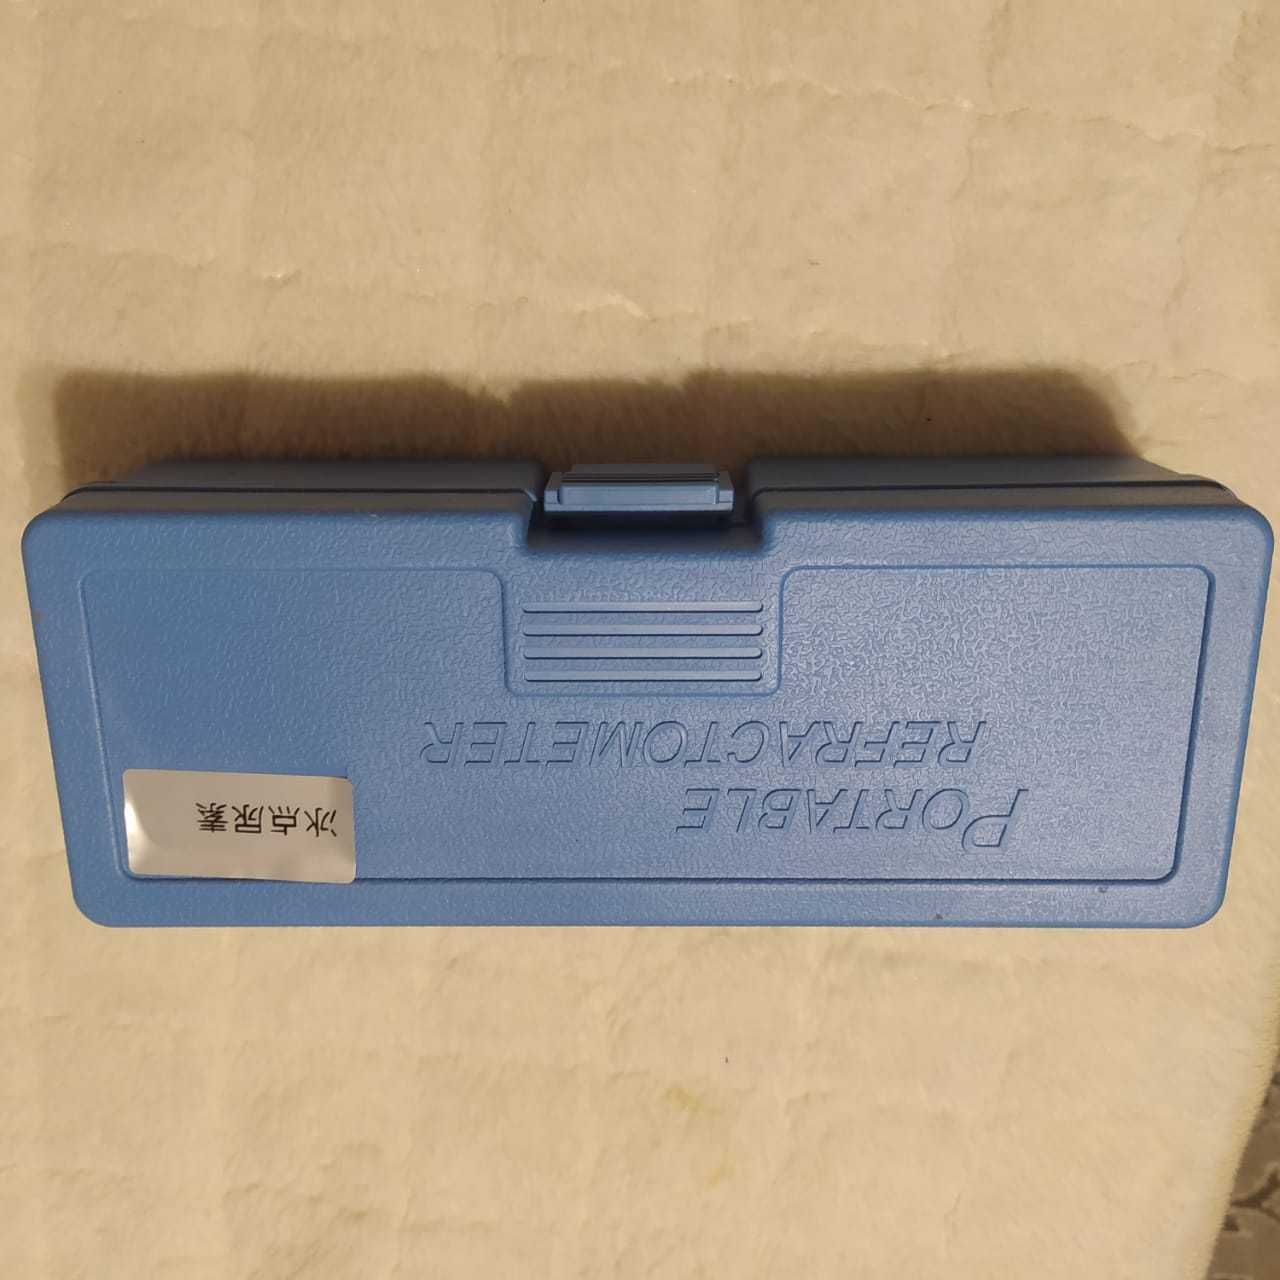 PORTABLE
REFRACTOMETER
冰点尿素